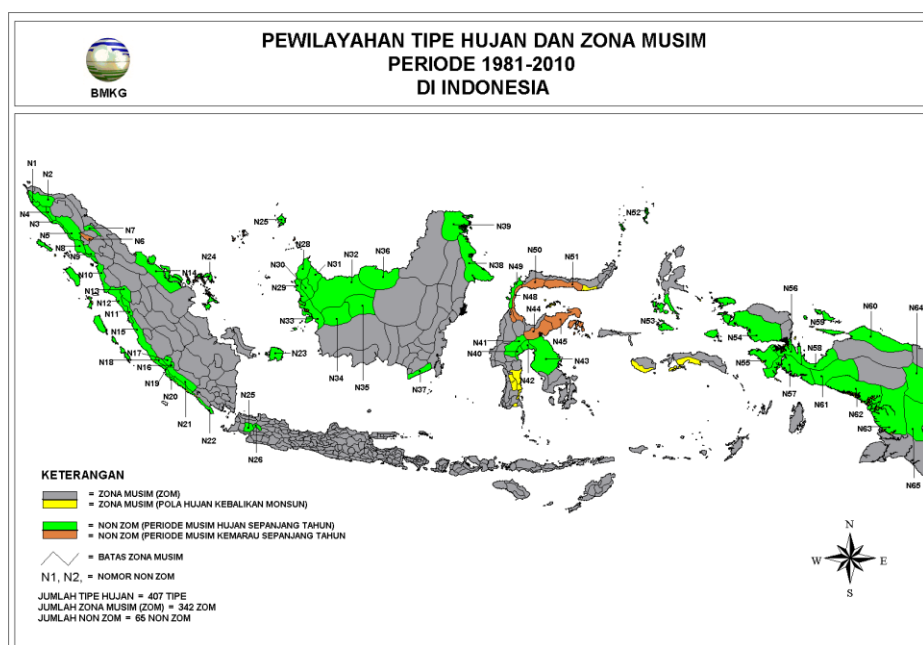 PEWILAYAHAN TIPE HUJAN DAN ZONA MUSIM
PERIODE 1981-2010
DI INDONESIA
BMKG
N1
N2
N4
N3
N5
N7
N6
N8
N9
N10
N14
N24
N13
N12
N11
N15
N17
N18
N16
N19
N20
N21
N22
N25
N28
N30
N31
N32
N36
N29
N33
N23
N34
N35
N37
N39
N38
N25
N26
N49
N50
N51
N48
N44
N41
N40
N45
N43
N42
N52
N53
N54
N55
N56
N59
N58
N57
N60
N61
N62
N63
N64
N65
KETERANGAN
= ZONA MUSIM (ZOM)
= ZONA MUSIM (POLA HUJAN KEBALIKAN MONSUN)
= NON ZOM (PERIODE MUSIM HUJAN SEPANJANG TAHUN)
= NON ZOM (PERIODE MUSIM KEMARAU SEPANJANG TAHUN
= BATAS ZONA MUSIM
N1, N2, = NOMOR NON ZOM
JUMLAH TIPE HUJAN = 407 TIPE
JUMLAH ZONA MUSIM (ZOM) = 342 ZOM
JUMLAH NON ZOM = 65 NON ZOM
N
W E
S